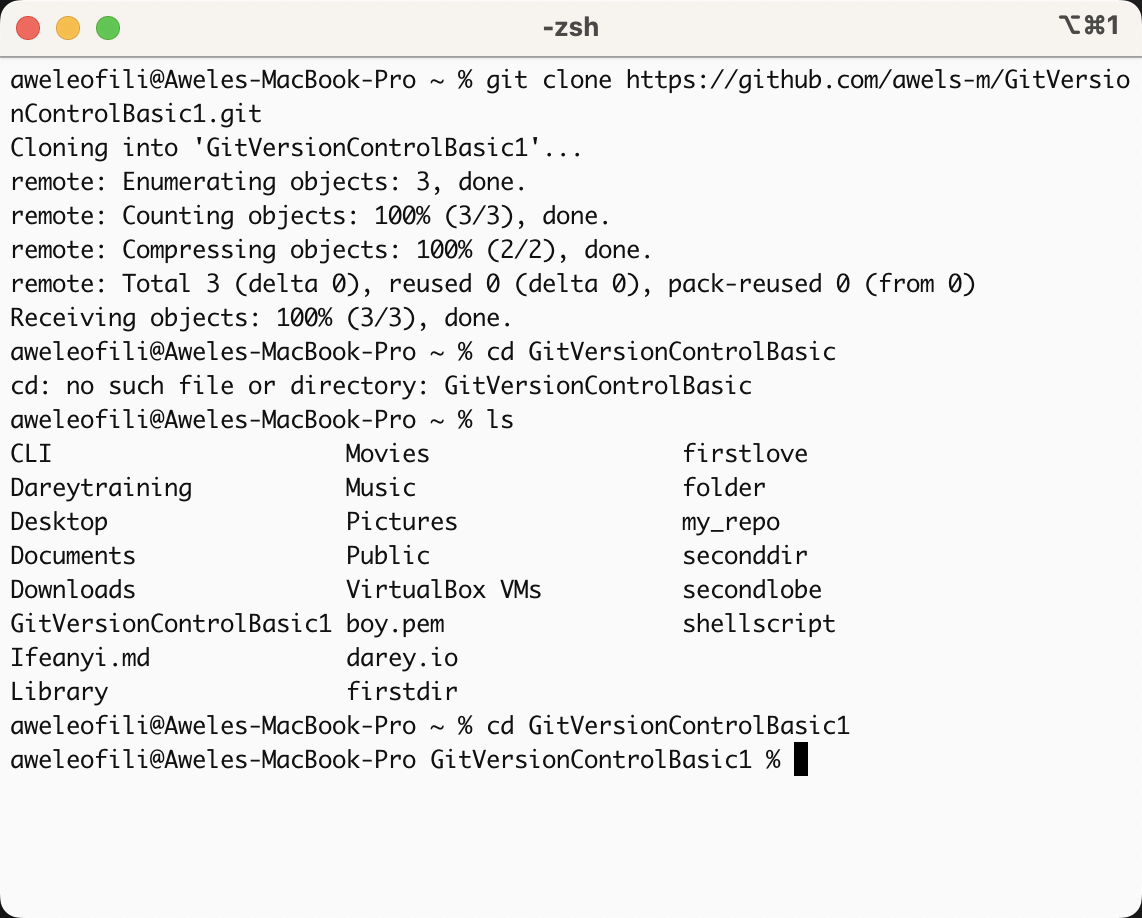 -zsh
⌥⌘1
aweleofili@Aweles-MacBook-Pro ~ % git clone https://github.com/awels-m/GitVersio
nControlBasic1.git
Cloning into 'GitVersionControlBasic1'...
remote: Enumerating objects: 3, done.
remote: Counting objects: 100% (3/3), done.
remote: Compressing objects: 100% (2/2), done.
remote: Total 3 (delta 0), reused 0 (delta 0), pack-reused 0 (from 0)
Receiving objects: 100% (3/3), done.
aweleofili@Aweles-MacBook-Pro ~ % cd GitVersionControlBasic
cd: no such file or directory: GitVersionControlBasic
aweleofili@Aweles-MacBook-Pro ~ % ls
CLI Movies firstlove
Dareytraining Music folder
Desktop Pictures my_repo
Documents Public seconddir
Downloads VirtualBox VMs secondlobe
GitVersionControlBasic1 boy.pem shellscript
Ifeanyi.md darey.io
Library firstdir
aweleofili@Aweles-MacBook-Pro ~ % cd GitVersionControlBasic1
aweleofili@Aweles-MacBook-Pro GitVersionControlBasic1 %